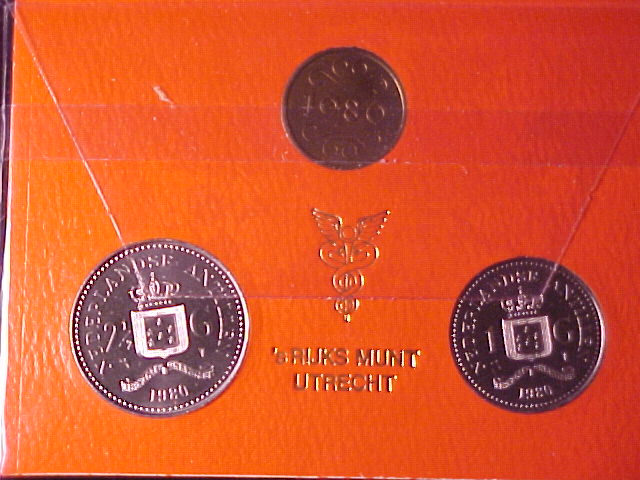 1980
NEDERLANDSE ANTILLEN
2½ G
1980
'S RIJKS MUNT
UTRECHT
NEDERLANDSE ANTILLEN
1 G
1980